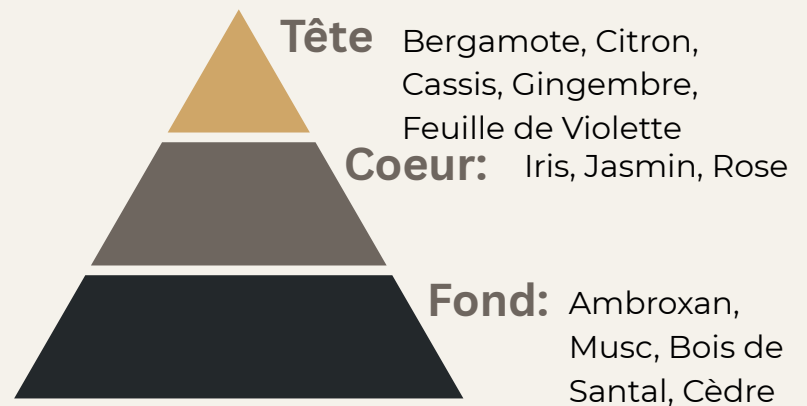 Tête Bergamote, Citron,
Cassis, Gingembre,
Feuille de Violette
Coeur: Iris, Jasmin, Rose
Fond: Ambroxan,
Musc, Bois de
Santal, Cèdre